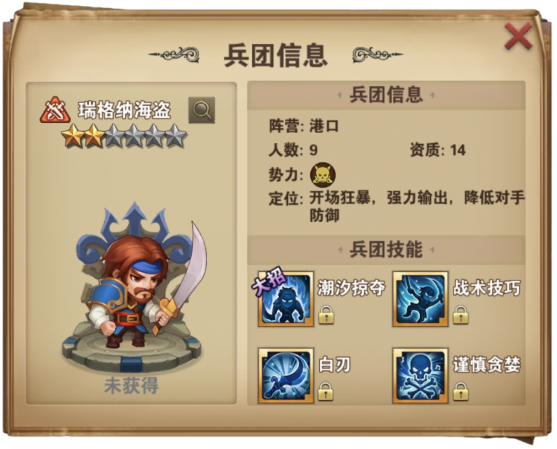 兵团信息
瑞格纳海盗
未获得
兵团信息
阵营: 港口
人数: 9 资质: 14
势力:
定位: 开场狂暴，强力输出，降低对手
防御
兵团技能
大招 潮汐掠夺 战术技巧
白刃 谨慎贪婪